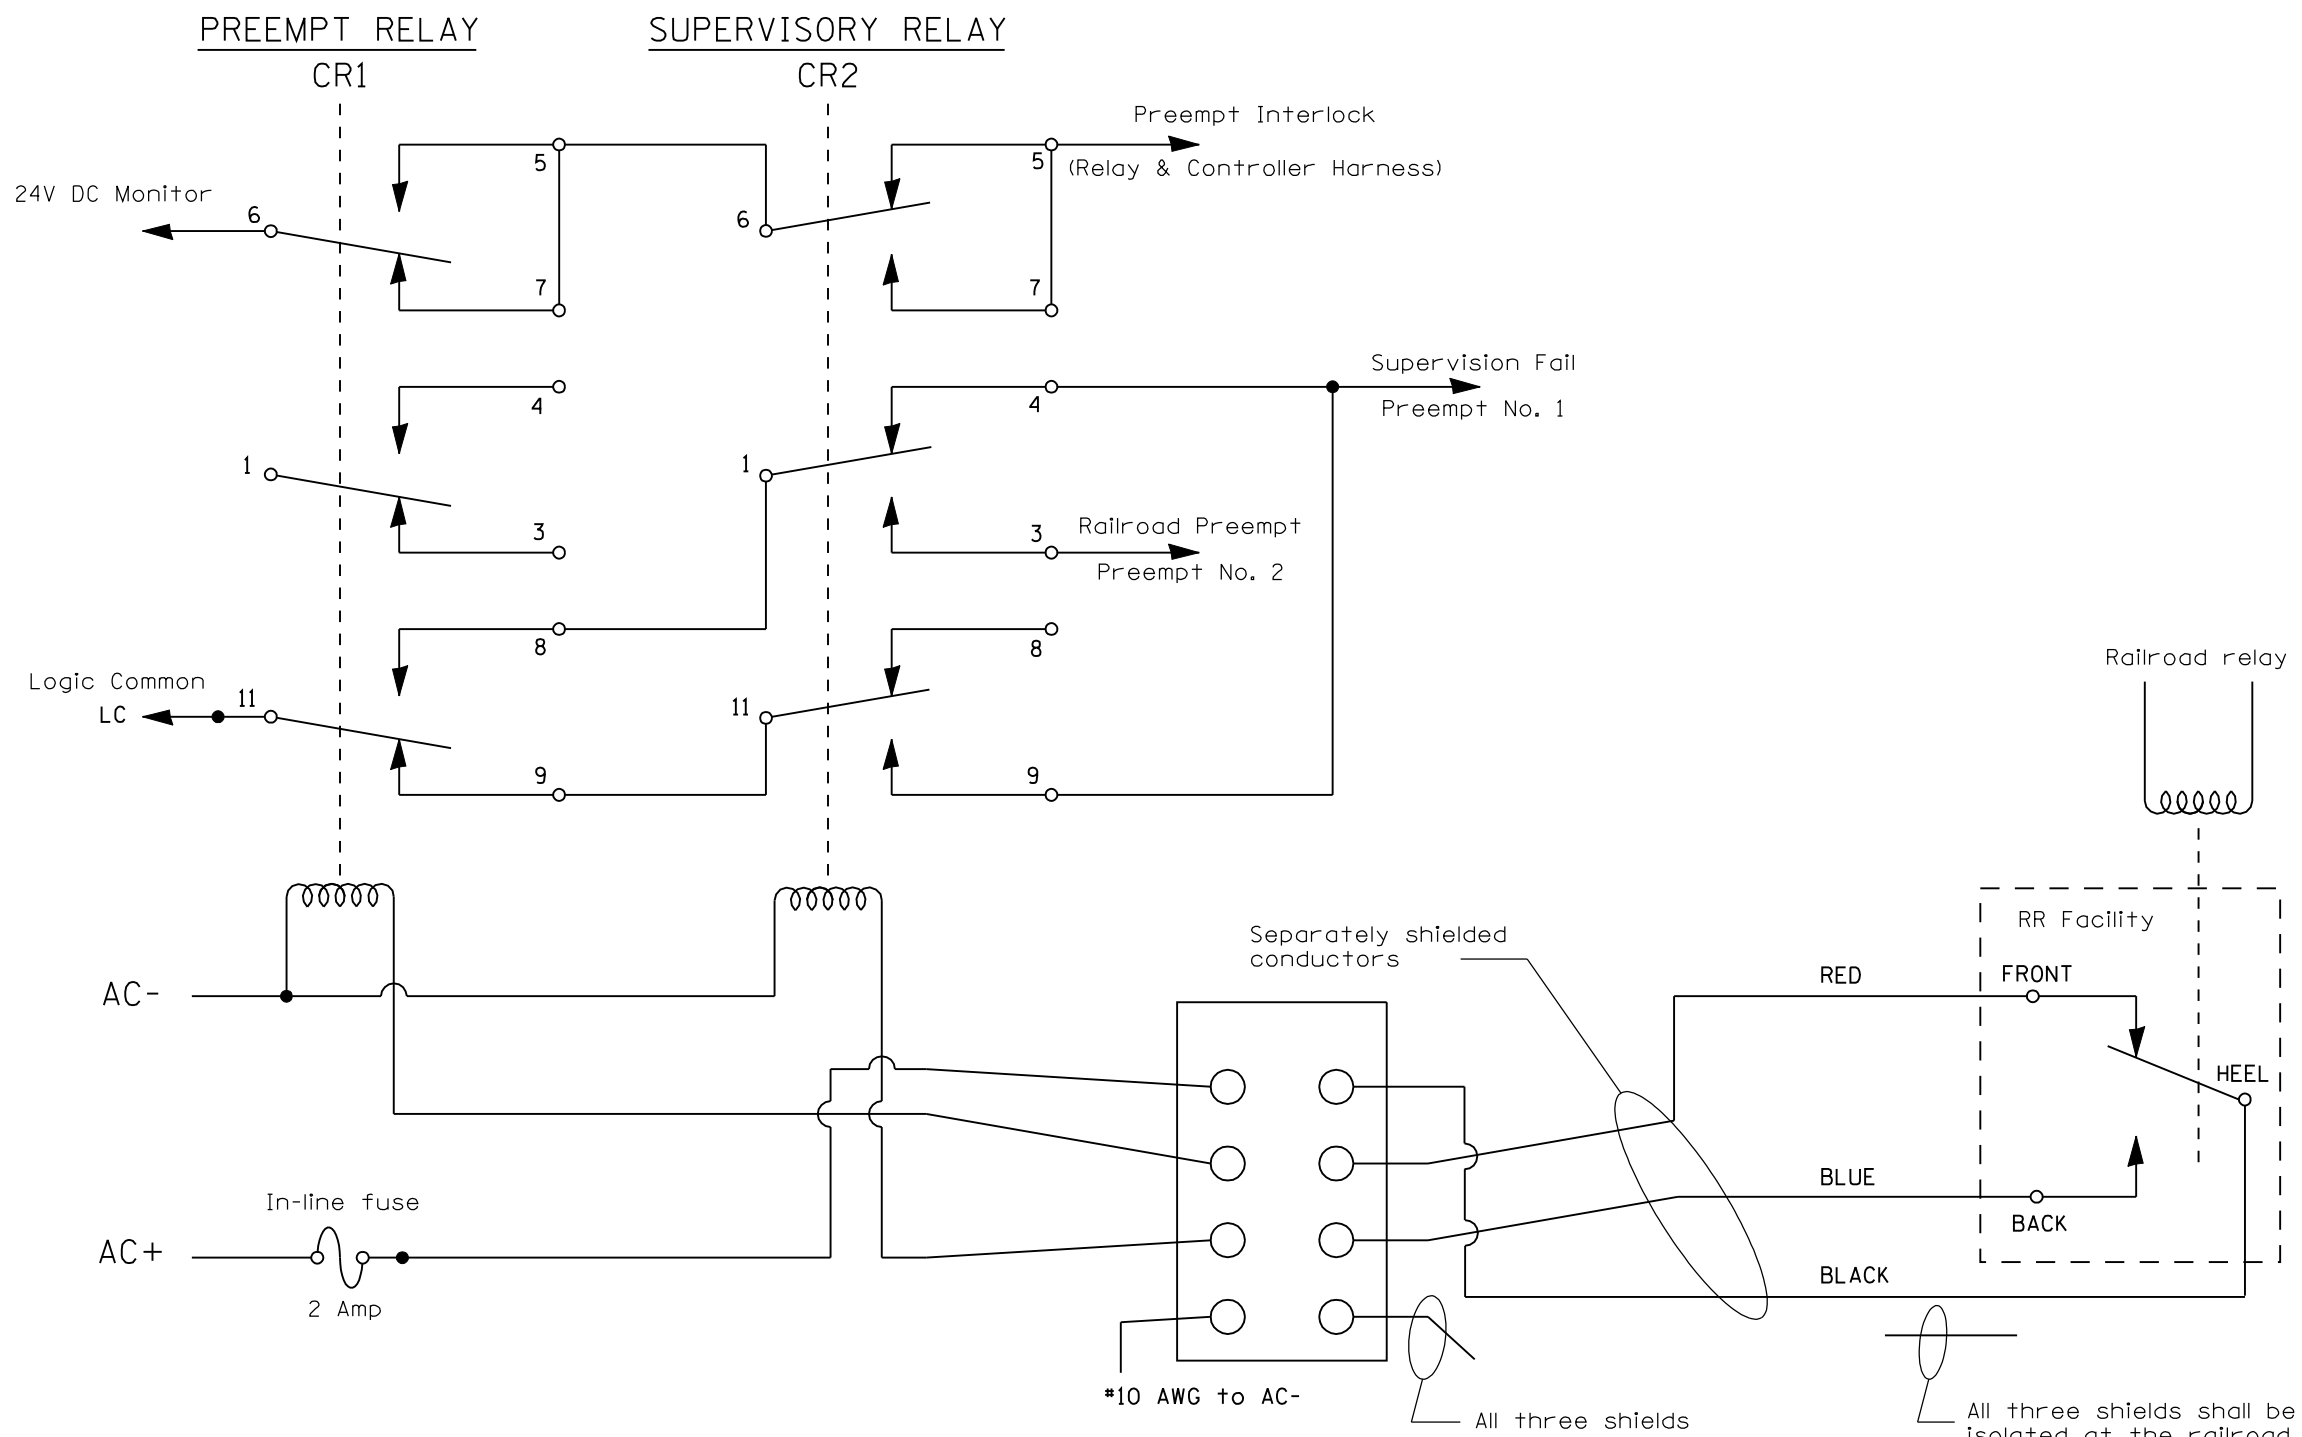 PREEMPT RELAY
CR1
SUPERVISORY RELAY
CR2
Preempt Interlock
(Relay & Controller Harness)
24V DC Monitor
6
5
7
6
5
7
4
1
3
4
1
3
Supervision Fail
Preempt No. 1
Railroad Preempt
Preempt No. 2
Logic Common
LC
11
8
9
11
8
9
Railroad relay
AC-
AC+
In-line fuse
2 Amp
Separately shielded
conductors
RR Facility
RED
FRONT
HEEL
BLUE
BACK
BLACK
#10 AWG to AC-
All three shields
All three shields shall be
isolated at the railroad